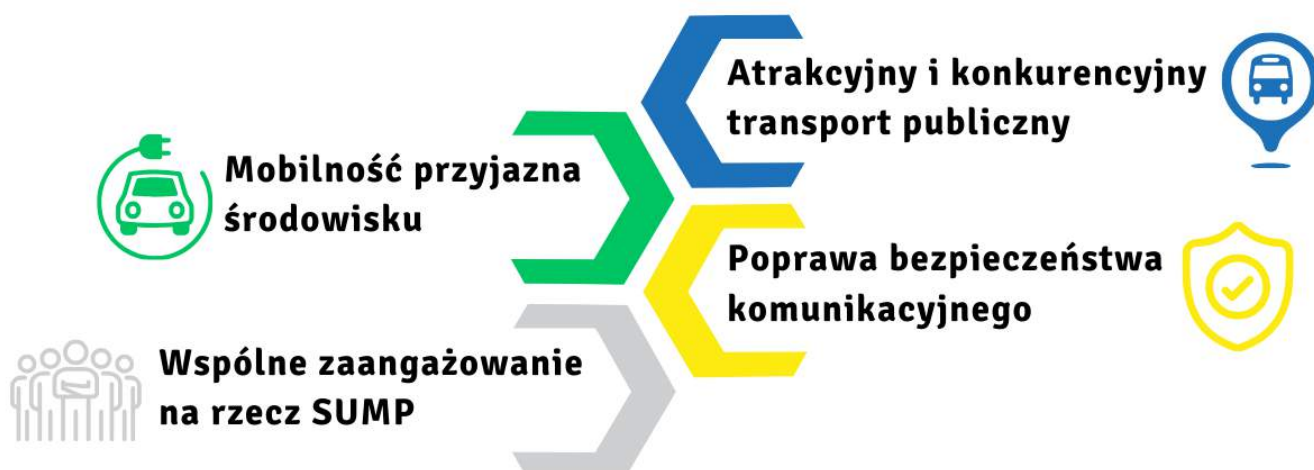 Atrakcyjny i konkurencyjny
transport publiczny
Mobilność przyjazna
środowisku
Poprawa bezpieczeństwa
komunikacyjnego
Wspólne zaangażowanie
na rzecz SUMP